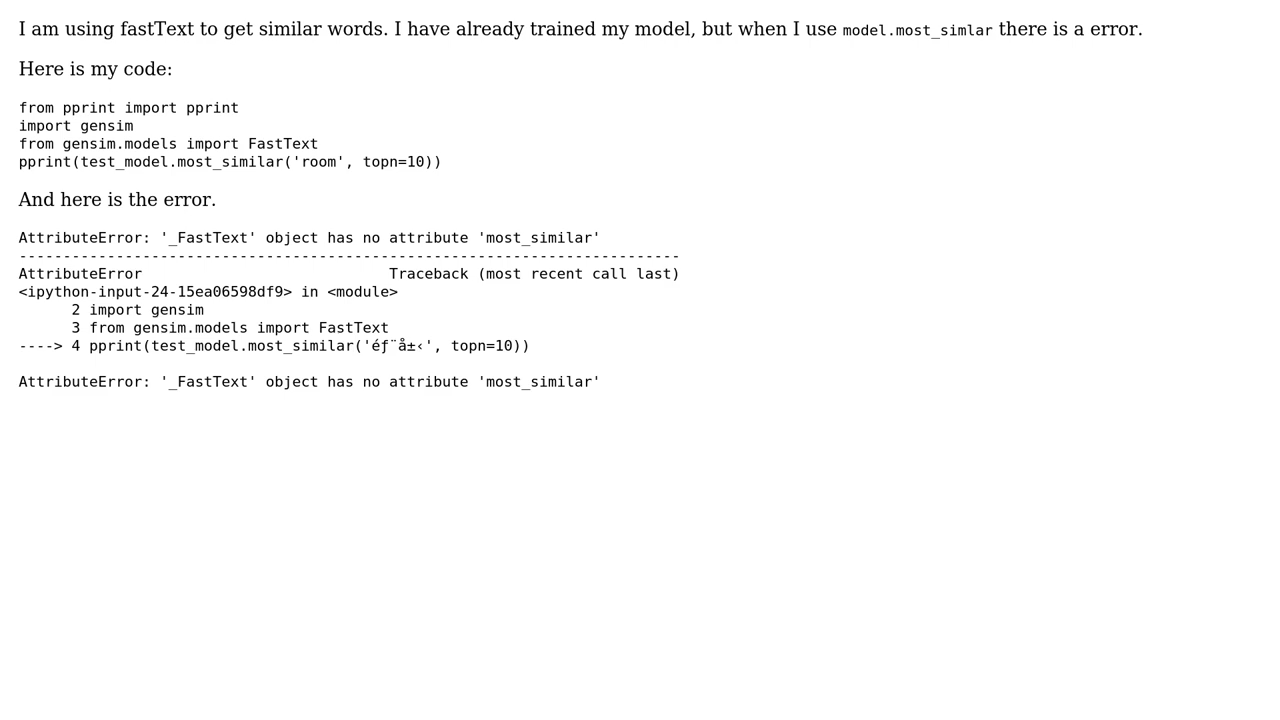 I am using fastText to get similar words. I have already trained my model, but when I use model.most_simlar there is a error.
Here is my code:
from pprint import pprint
import gensim
from gensim.models import FastText
pprint(test_model.most_similar('room', topn=10))
And here is the error.
AttributeError: '_FastText' object has no attribute 'most_similar'
---------------------------------------------------------------------------
AttributeError                            Traceback (most recent call last)
<ipython-input-24-15ea06598df9> in <module>
      2 import gensim
      3 from gensim.models import FastText
----> 4 pprint(test_model.most_similar('éƒ¨å±‹', topn=10))
AttributeError: '_FastText' object has no attribute 'most_similar'